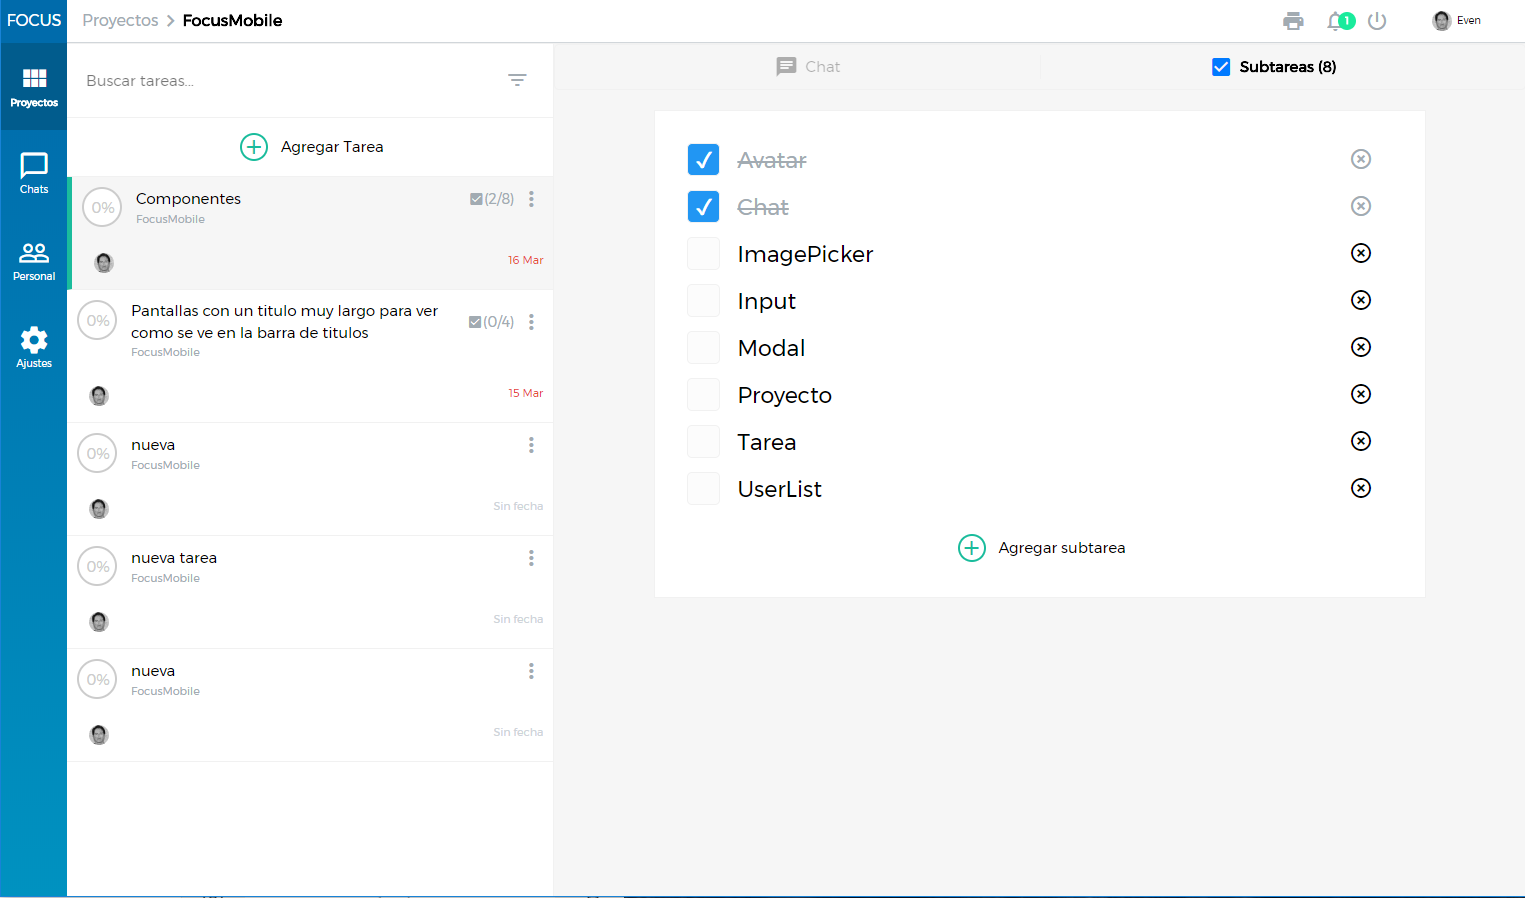 FOCUS
Proyectos > FocusMobile
1
Even
Proyectos
Chats
Personal
Ajustes
Buscar tareas...
Agregar Tarea
0%
Componentes
(2/8)
FocusMobile
16 Mar
0%
Pantallas con un titulo muy largo para ver
como se ve en la barra de titulos
(0/4)
FocusMobile
15 Mar
0%
nueva
FocusMobile
Sin fecha
0%
nueva tarea
FocusMobile
Sin fecha
0%
nueva
FocusMobile
Sin fecha
Chat
Subtareas (8)
Avatar
Chat
ImagePicker
Input
Modal
Proyecto
Tarea
UserList
Agregar subtarea